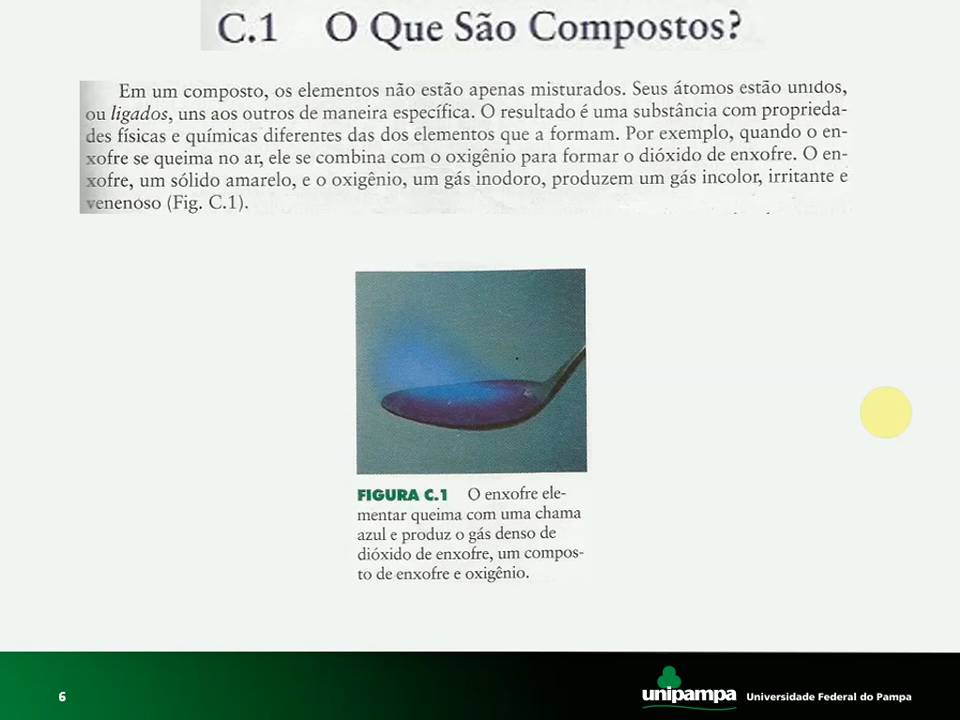 C.1 O Que São Compostos?
Em um composto, os elementos não estão apenas misturados. Seus átomos estão unidos,
ou ligados, uns aos outros de maneira específica. O resultado é uma substância com proprieda-
des físicas e químicas diferentes das dos elementos que a formam. Por exemplo, quando o en-
xofre se queima no ar, ele se combina com o oxigênio para formar o dióxido de enxofre. O en-
xofre, um sólido amarelo, e o oxigênio, um gás inodoro, produzem um gás incolor, irritante e
venenoso (Fig. C.1).
FIGURA C.1 O enxofre ele-
mentar queima com uma chama
azul e produz o gás denso de
dióxido de enxofre, um compos-
to de enxofre e oxigênio.
6
unipampa
Universidade Federal do Pampa